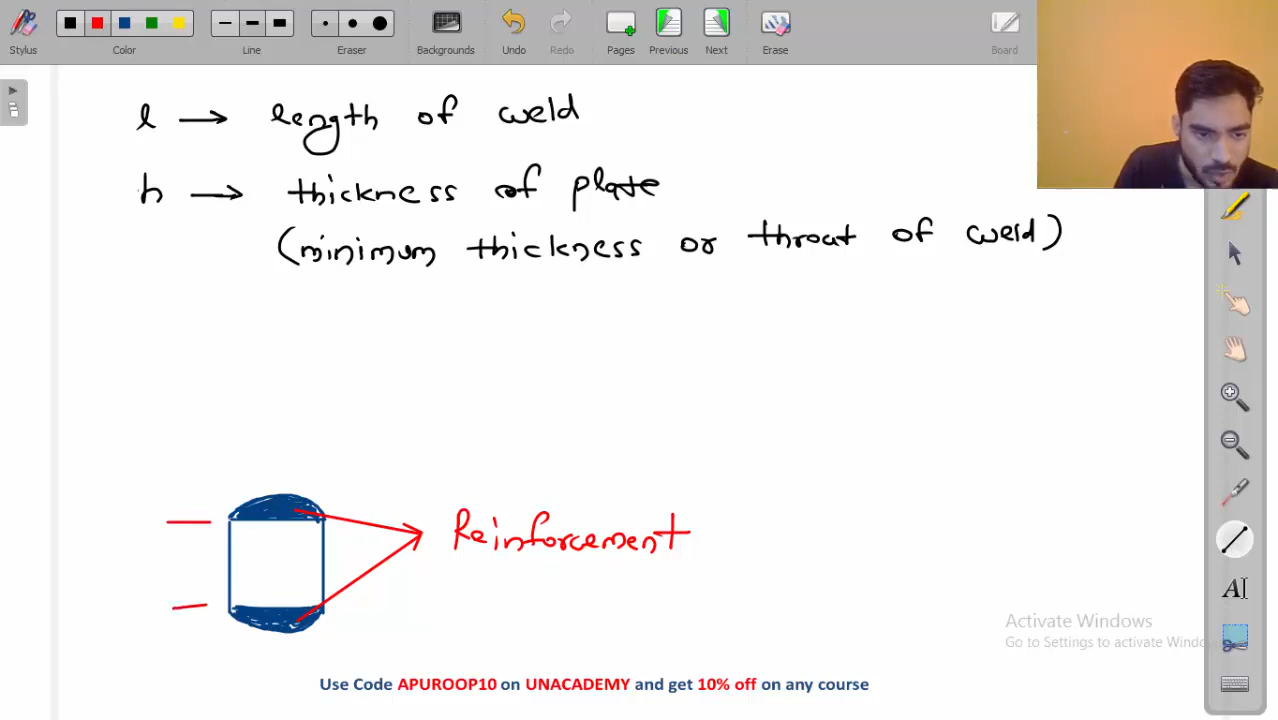 Stylus
Color
Line
Eraser
Backgrounds
Undo
Redo
Pages
Previous
Next
Erase
Board
l → length of weld
h → thickness of plate
(minimum thickness or throat of weld)
Reinforcement
A
Activate Windows
Go to Settings to activate Windows
Use Code APUROOP10 on UNACADEMY and get 10% off on any course